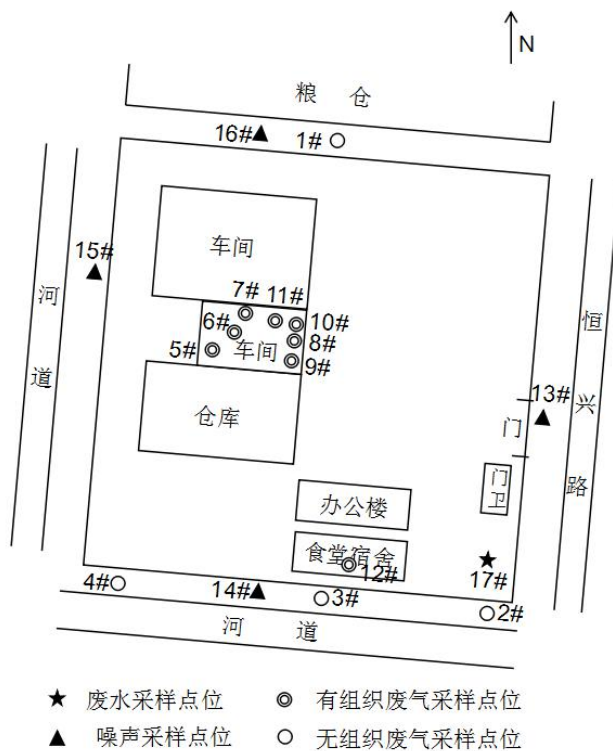 N
粮 仓
16#
1#
15#
车间
7#
11#
10#
6#
8#
5#
车间
9#
河道
恒兴路
13#
门
仓库
门卫
办公楼
食堂宿舍
12#
17#
4#
14#
3#
2#
河 道
★ 废水采样点位
◎ 有组织废气采样点位
▲ 噪声采样点位
○ 无组织废气采样点位